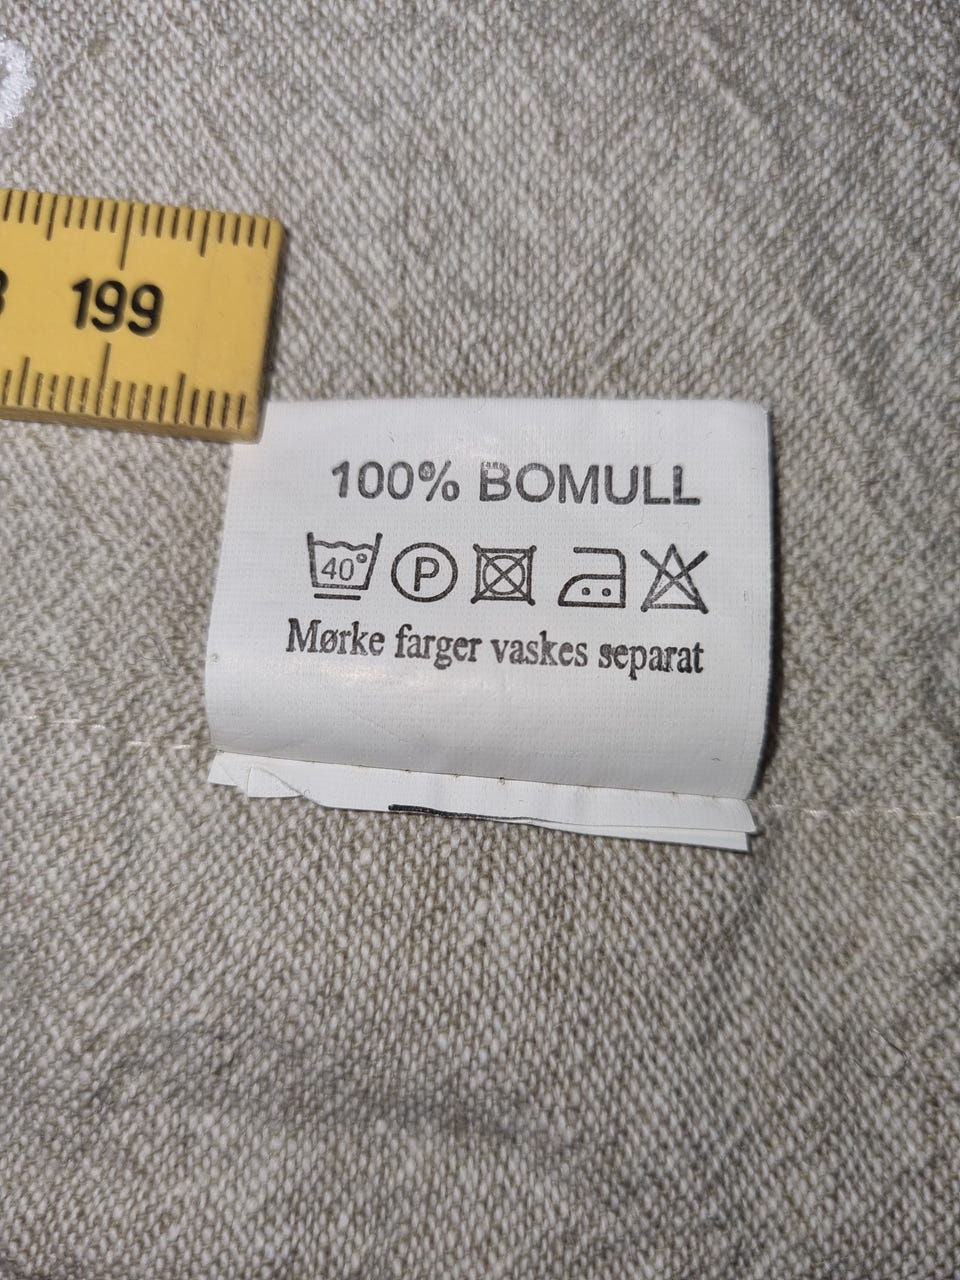 199
100% BOMULL
40° P
Mørke farger vaskes separat